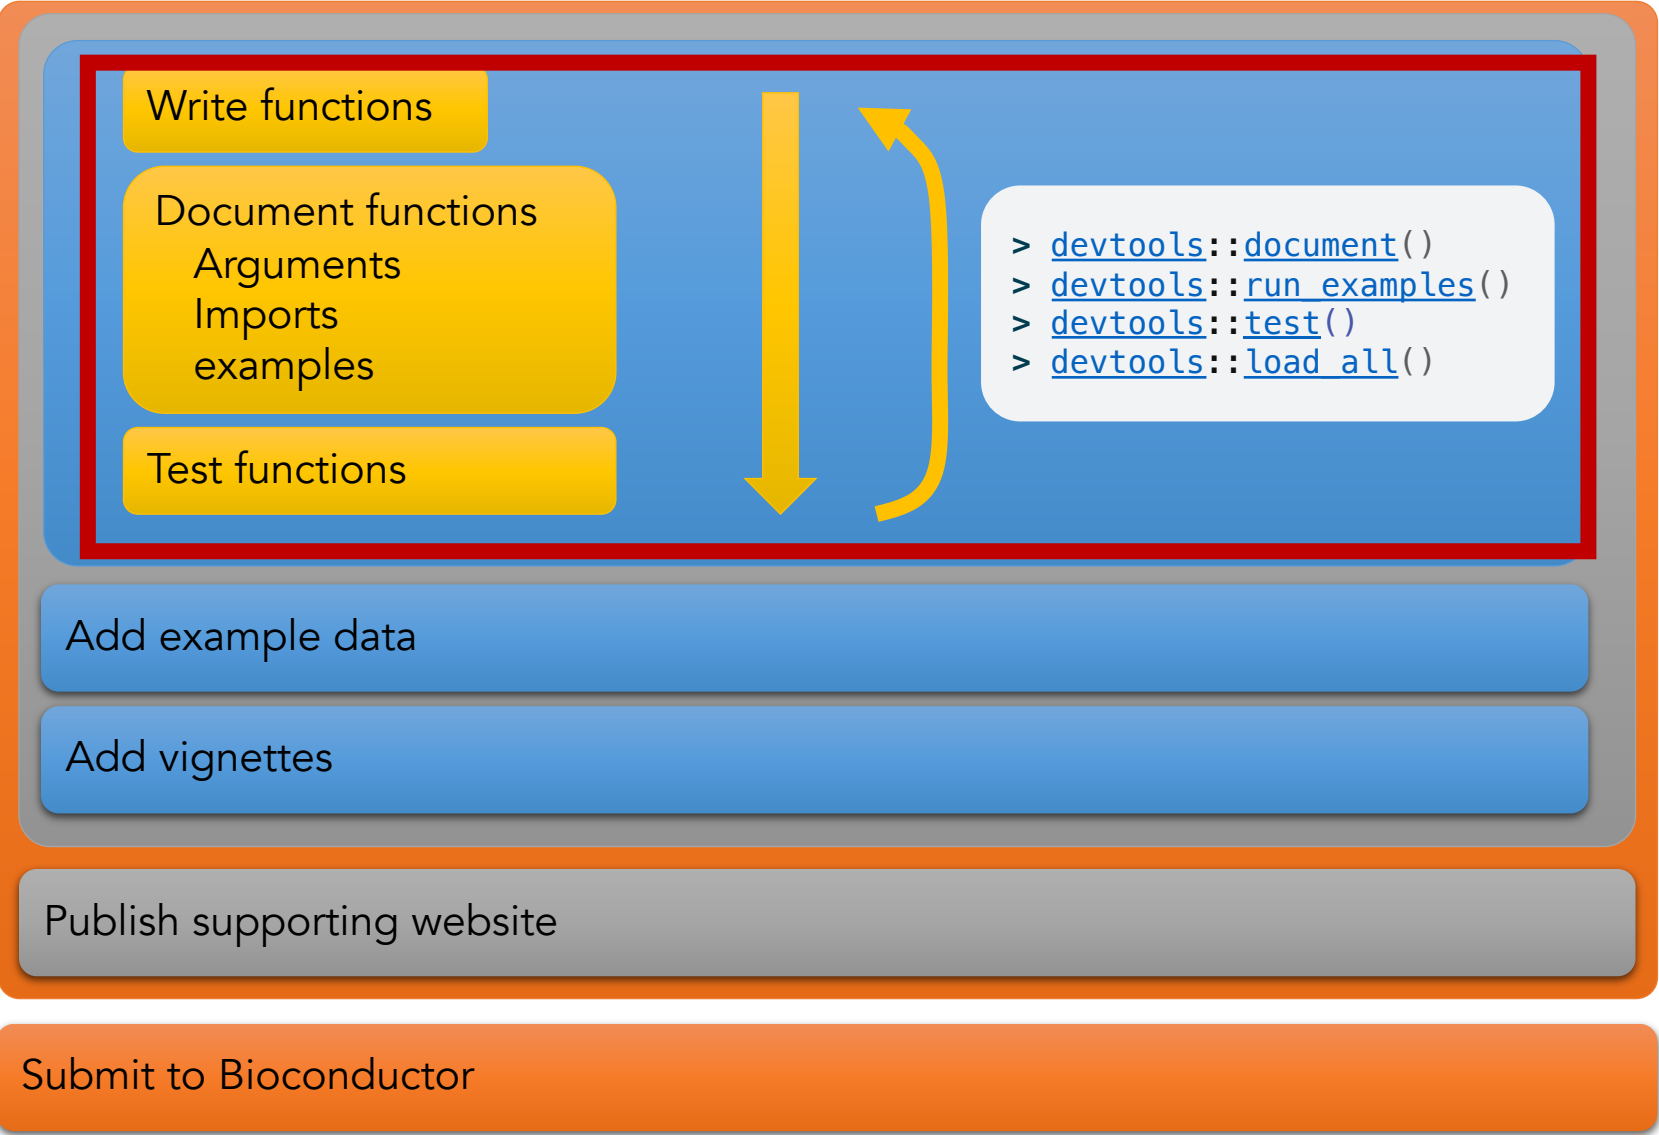 Write functions
Document functions
Arguments
Imports
examples
Test functions
> devtools::document()
> devtools::run_examples()
> devtools::test()
> devtools::load_all()
Add example data
Add vignettes
Publish supporting website
Submit to Bioconductor